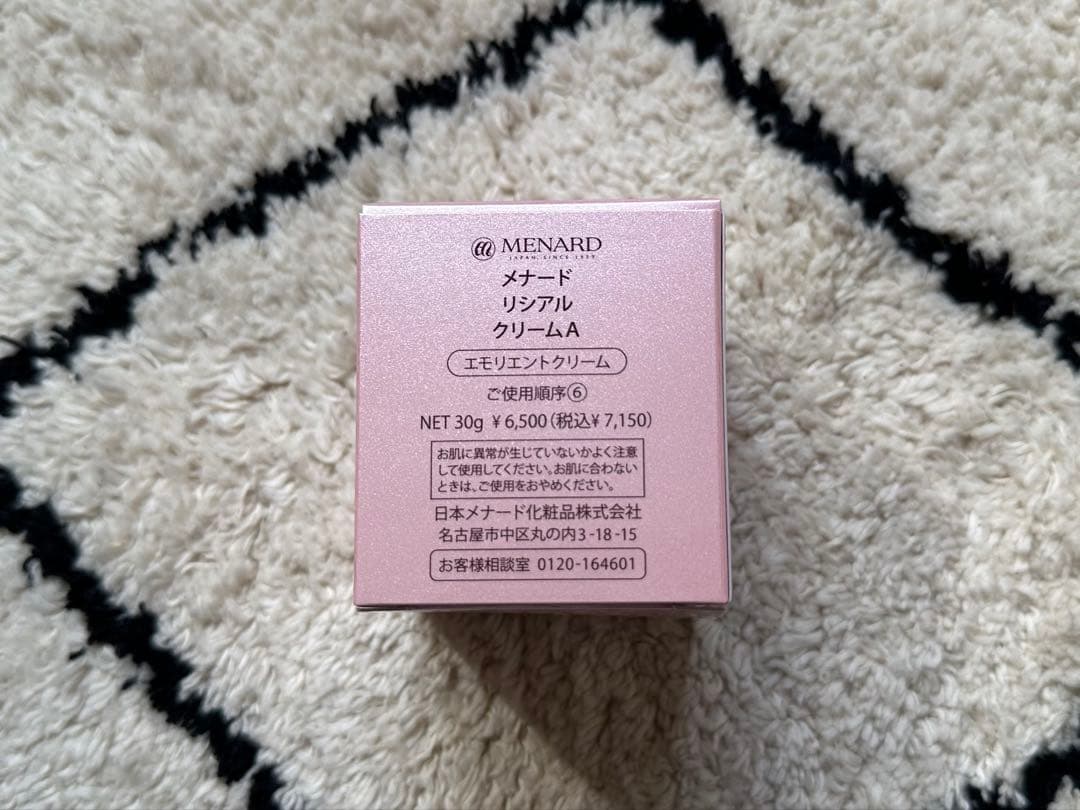 MENARD
JAPAN, SINCE 1959
メナード
リシアル
クリームA
エモリエントクリーム
ご使用順序⑥
NET 30g ¥6,500(税込¥7,150)
お肌に異常が生じていないかよく注意
して使用してください。お肌に合わない
ときは、ご使用をおやめください。
日本メナード化粧品株式会社
名古屋市中区丸の内3-18-15
お客様相談室 0120-164601